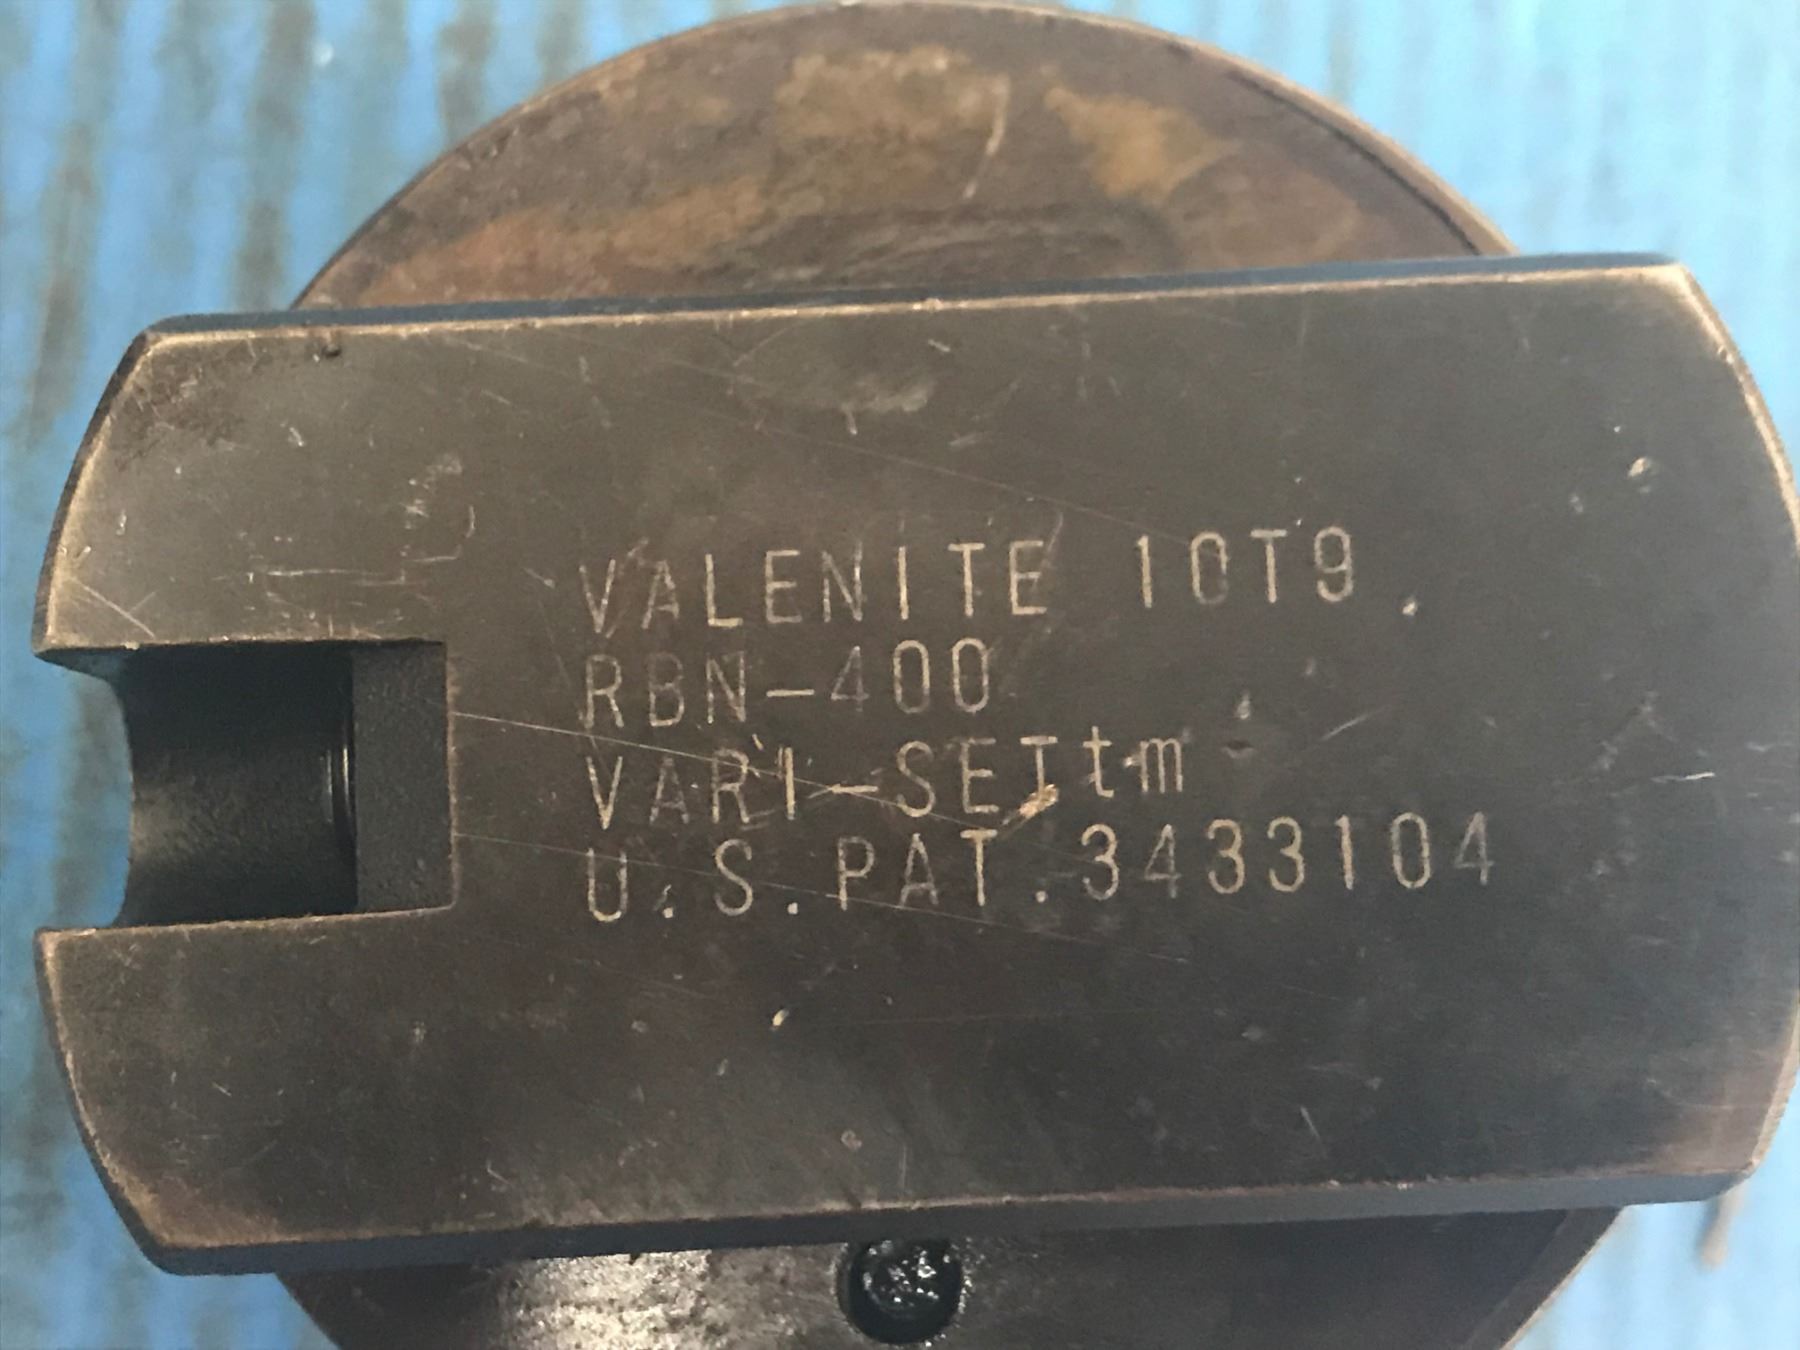 VALENITE 10T9
RBN-400
VARI-SETtm
U.S.PAT.3433104